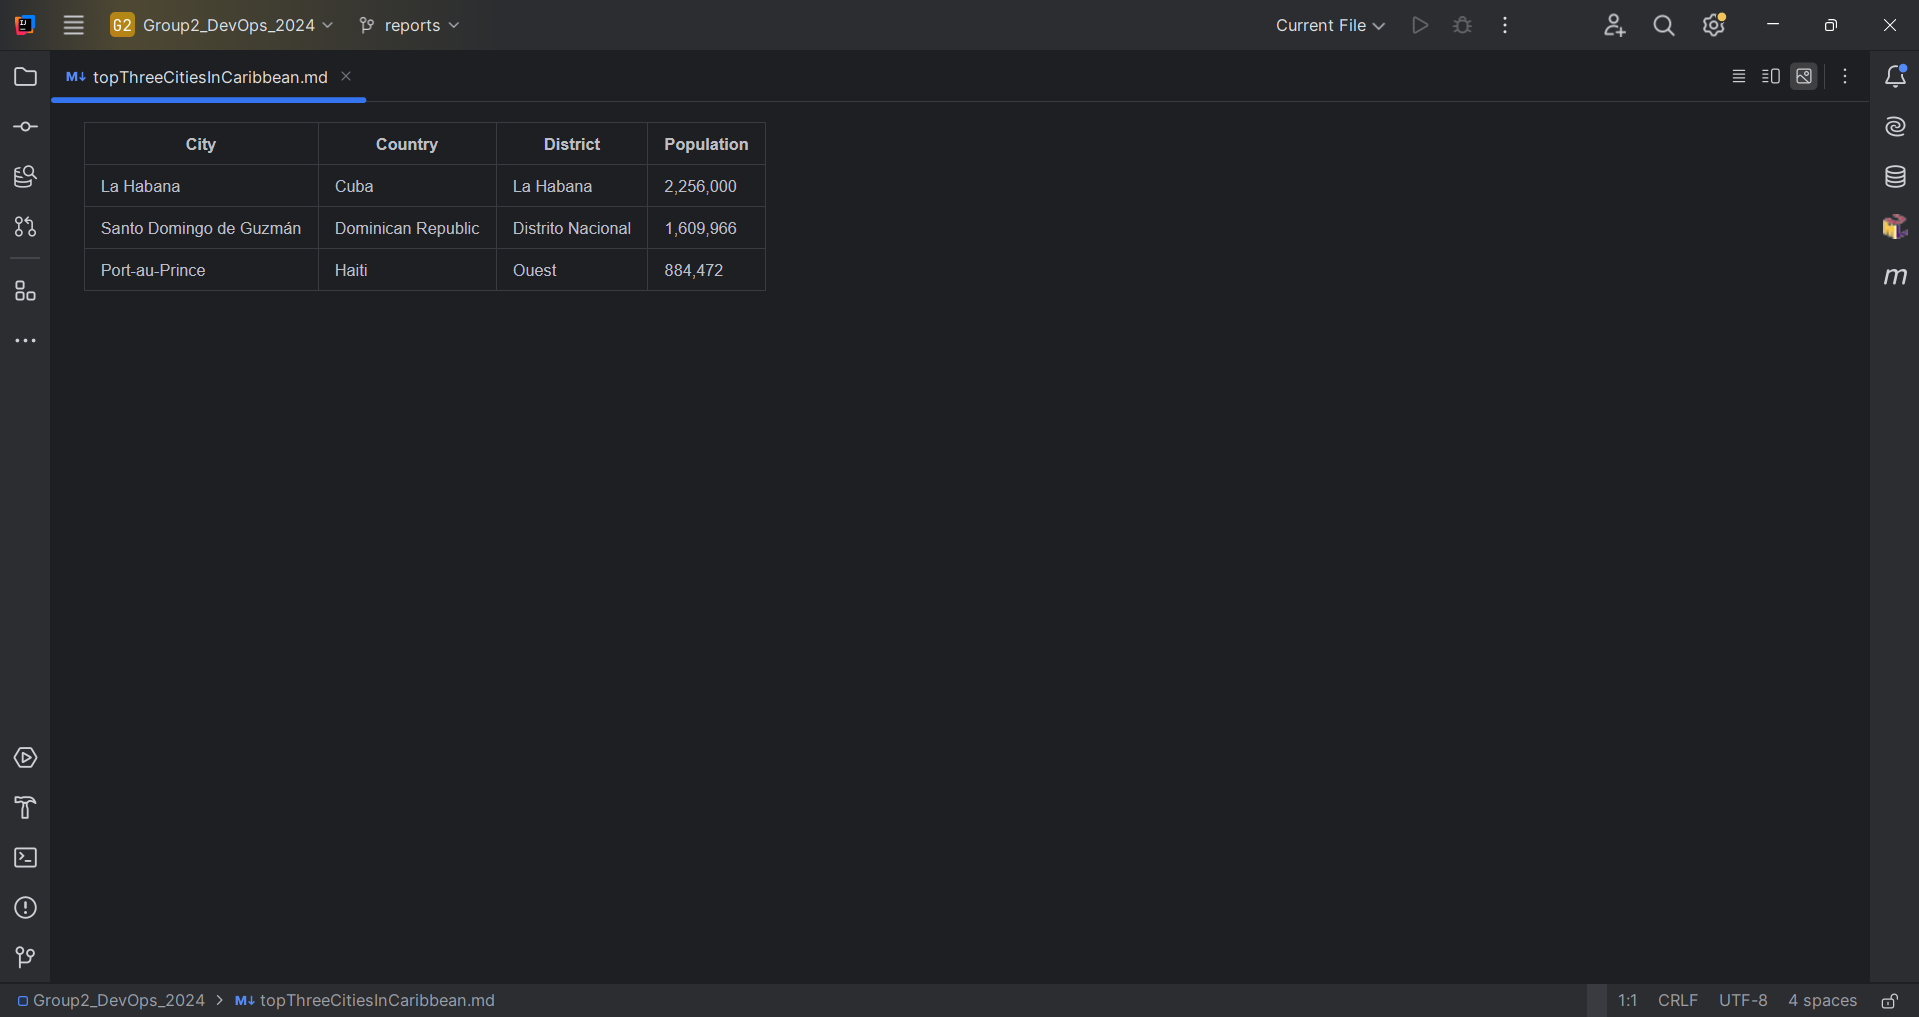 G2 Group2_DevOps_2024 reports Current File
M↓ topThreeCitiesInCaribbean.md
City Country District Population
La Habana Cuba La Habana 2,256,000
Santo Domingo de Guzmán Dominican Republic Distrito Nacional 1,609,966
Port-au-Prince Haiti Ouest 884,472
m
Group2_DevOps_2024 > M↓ topThreeCitiesInCaribbean.md 1:1 CRLF UTF-8 4 spaces